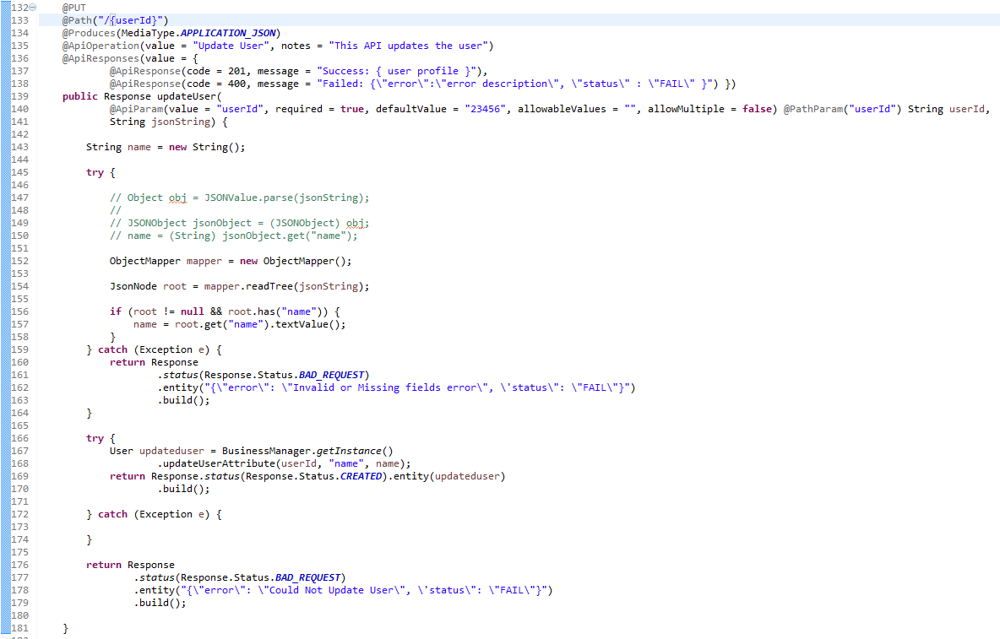 132 @PUT
133 @Path("/{userId}")
134 @Produces(MediaType.APPLICATION_JSON)
135 @ApiOperation(value = "Update User", notes = "This API updates the user")
136 @ApiResponses(value = {
137 @ApiResponse(code = 201, message = "Success: { user profile }"),
138 @ApiResponse(code = 400, message = "Failed: {\"error\":\"error description\", \"status\" : \"FAIL\" }") })
139 public Response updateUser(
140 @ApiParam(value = "userId", required = true, defaultValue = "23456", allowableValues = "", allowMultiple = false) @PathParam("userId") String userId,
141 String jsonString) {
142
143 String name = new String();
144
145 try {
146
147 // Object obj = JSONValue.parse(jsonString);
148 //
149 // JSONObject jsonObject = (JSONObject) obj;
150 // name = (String) jsonObject.get("name");
151
152 ObjectMapper mapper = new ObjectMapper();
153
154 JsonNode root = mapper.readTree(jsonString);
155
156 if (root != null && root.has("name")) {
157 name = root.get("name").textValue();
158 }
159 } catch (Exception e) {
160 return Response
161 .status(Response.Status.BAD_REQUEST)
162 .entity("{\"error\": \"Invalid or Missing fields error\", \'status\": \"FAIL\"}")
163 .build();
164 }
165
166 try {
167 User updateduser = BusinessManager.getInstance()
168 .updateUserAttribute(userId, "name", name);
169 return Response.status(Response.Status.CREATED).entity(updateduser)
170 .build();
171
172 } catch (Exception e) {
173
174 }
175
176 return Response
177 .status(Response.Status.BAD_REQUEST)
178 .entity("{\"error\": \"Could Not Update User\", \'status\": \"FAIL\"}")
179 .build();
180
181 }